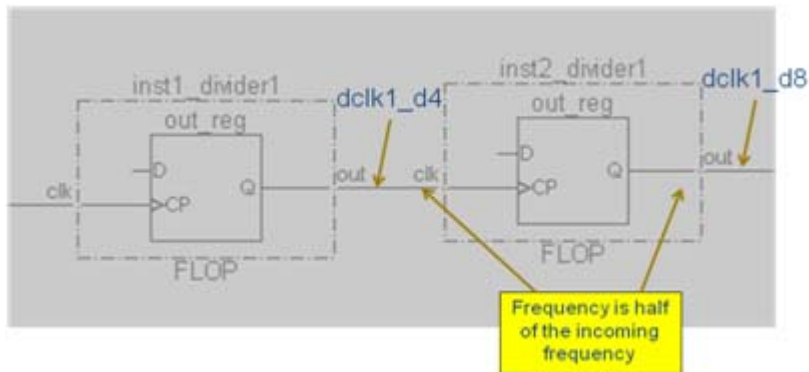 inst1_divider1
out_reg
dclk1_d4
inst2_divider1
out_reg
dclk1_d8
D
Q
clk
CP
out
FLOP
D
Q
clk
CP
out
FLOP
Frequency is half
of the incoming
frequency